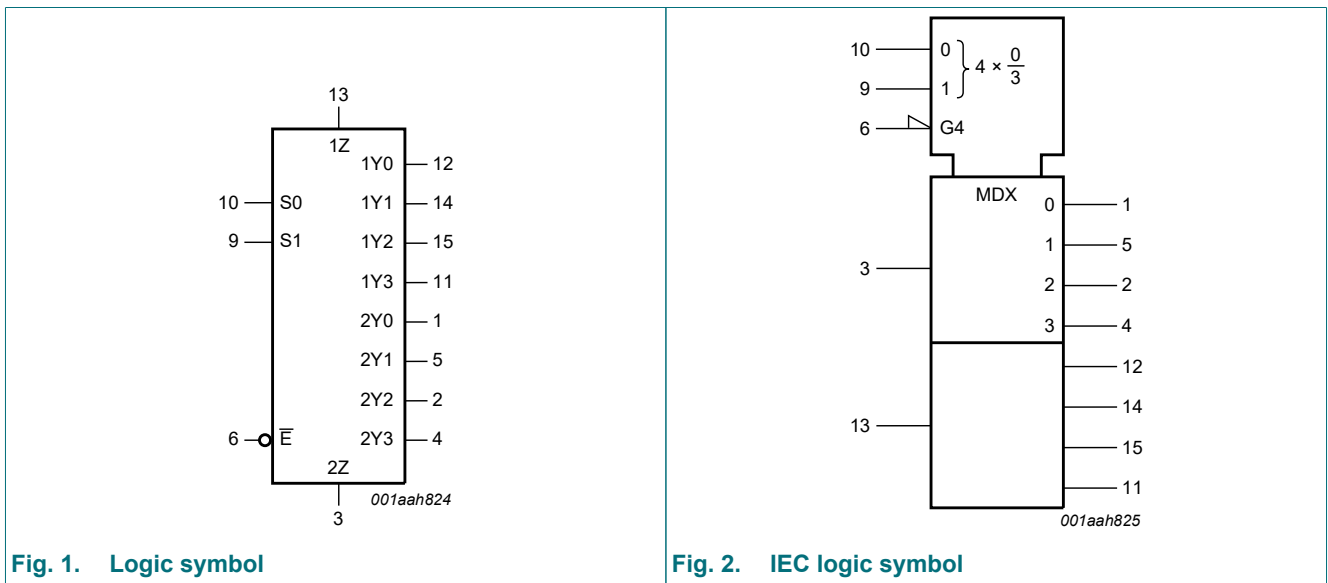 13
1Z
1Y0 12
10 S0 1Y1 14
9 S1 1Y2 15
1Y3 11
2Y0 1
2Y1 5
2Y2 2
6 E̅ 2Y3 4
2Z
3
001aah824
Fig. 1. Logic symbol
10 0
4 × 0/3
9 1
6 G4
MDX
0 1
1 5
3
2 2
3 4
12
14
13
15
11
001aah825
Fig. 2. IEC logic symbol